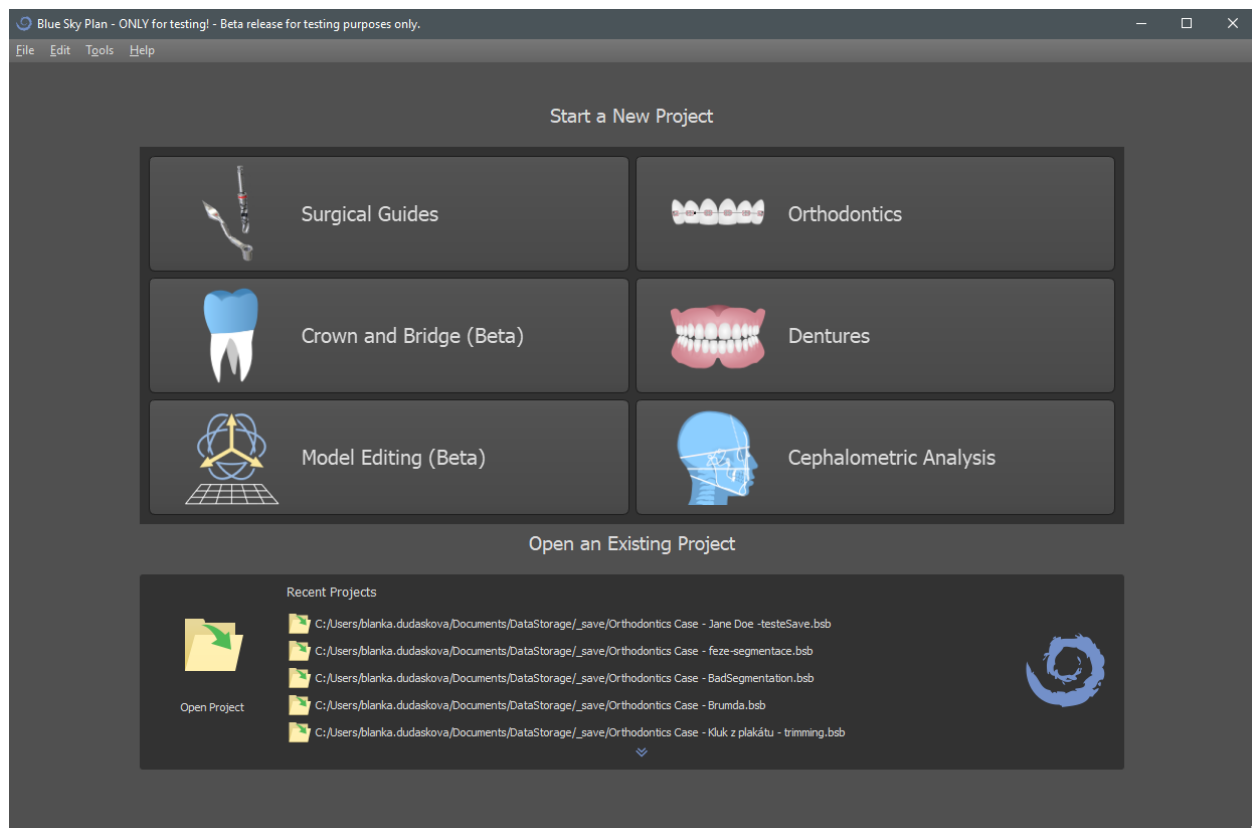 Blue Sky Plan - ONLY for testing! - Beta release for testing purposes only.
File Edit Tools Help
Start a New Project
Surgical Guides
Orthodontics
Crown and Bridge (Beta)
Dentures
Model Editing (Beta)
Cephalometric Analysis
Open an Existing Project
Recent Projects
C:/Users/blanka.dudaskova/Documents/DataStorage/_save/Orthodontics Case - Jane Doe -testeSave.bsb
C:/Users/blanka.dudaskova/Documents/DataStorage/_save/Orthodontics Case - feze-segmentace.bsb
C:/Users/blanka.dudaskova/Documents/DataStorage/_save/Orthodontics Case - BadSegmentation.bsb
C:/Users/blanka.dudaskova/Documents/DataStorage/_save/Orthodontics Case - Brumda.bsb
C:/Users/blanka.dudaskova/Documents/DataStorage/_save/Orthodontics Case - Kluk z plakátu - trimming.bsb
Open Project